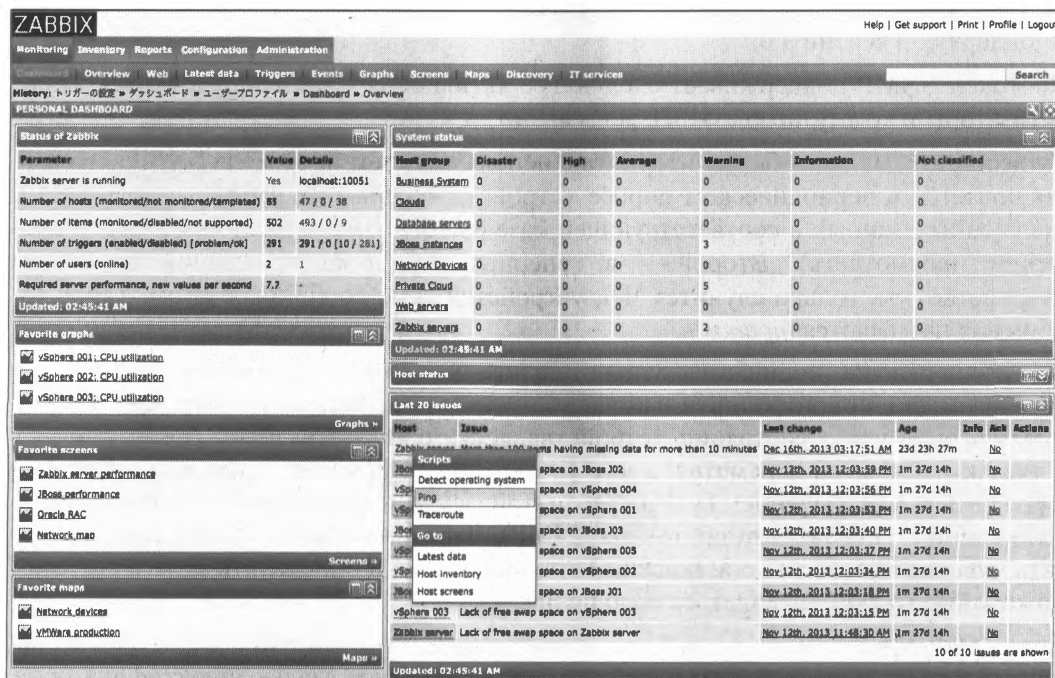 ZABBIX
Help | Get support | Print | Profile | Logout
Monitoring Inventory Reports Configuration Administration
Dashboard Overview Web Latest data Triggers Events Graphs Screens Maps Discovery IT services
Search
History: トリガーの設定 » ダッシュボード » ユーザープロファイル » Dashboard » Overview
PERSONAL DASHBOARD
Status of Zabbix
Parameter Value Details
Zabbix server is running Yes localhost:10051
Number of hosts (monitored/not monitored/templates) 85 47 / 0 / 38
Number of items (monitored/disabled/not supported) 502 493 / 0 / 9
Number of triggers (enabled/disabled) [problem/ok] 291 291 / 0 [10 / 281]
Number of users (online) 2 1
Required server performance, new values per second 7.7
Updated: 02:45:41 AM
Favorite graphs
vSphere 001: CPU utilization
vSphere 002: CPU utilization
vSphere 003: CPU utilization
Graphs »
Favorite screens
Zabbix server performance
JBoss performance
Oracle RAC
Network map
Screens »
Favorite maps
Network devices
VMWare production
Maps »
System status
Host group Disaster High Average Warning Information Not classified
Business System 0 0 0 0 0 0
Clouds 0 0 0 0 0 0
Database servers 0 0 0 0 0 0
JBoss instances 0 0 0 3 0 0
Network Devices 0 0 0 0 0 0
Private Cloud 0 0 0 5 0 0
Web servers 0 0 0 0 0 0
Zabbix servers 0 0 0 2 0 0
Updated: 02:45:41 AM
Host status
Last 20 issues
Host Issue Last change Age Info Ack Actions
Zabbix server More than 100 items having missing data for more than 10 minutes Dec 16th, 2013 03:17:51 AM 23d 23h 27m No
JBos space on JBoss J02 Nov 12th, 2013 12:03:59 PM 1m 27d 14h No
vSp space on vSphere 004 Nov 12th, 2013 12:03:56 PM 1m 27d 14h No
vSp space on vSphere 001 Nov 12th, 2013 12:03:53 PM 1m 27d 14h No
JBos space on JBoss J03 Nov 12th, 2013 12:03:40 PM 1m 27d 14h No
vSp space on vSphere 005 Nov 12th, 2013 12:03:37 PM 1m 27d 14h No
vSp space on vSphere 002 Nov 12th, 2013 12:03:34 PM 1m 27d 14h No
JBos space on JBoss J01 Nov 12th, 2013 12:03:18 PM 1m 27d 14h No
vSphere 003 Lack of free swap space on vSphere 003 Nov 12th, 2013 12:03:15 PM 1m 27d 14h No
Zabbix server Lack of free swap space on Zabbix server Nov 12th, 2013 11:48:30 AM 1m 27d 14h No
10 of 10 issues are shown
Updated: 02:45:41 AM
Scripts
Detect operating system
Ping
Traceroute
Go to
Latest data
Host inventory
Host screens